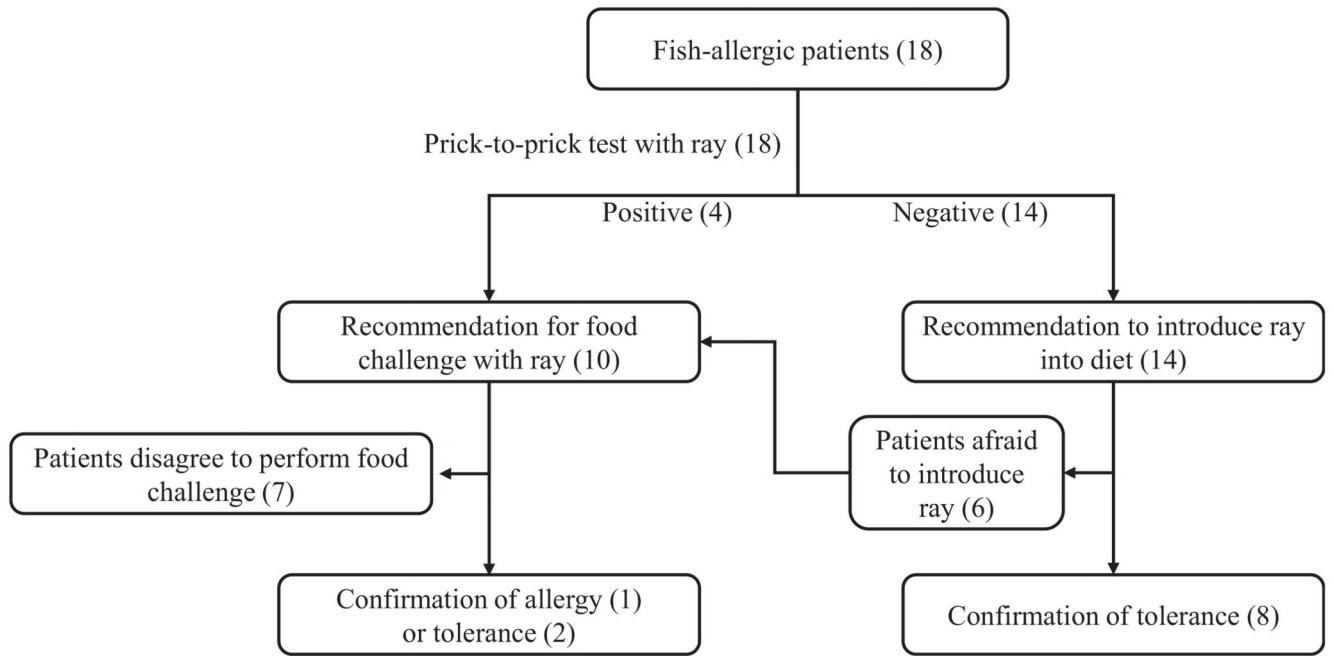 Fish-allergic patients (18)
Prick-to-prick test with ray (18)
Positive (4)
Negative (14)
Recommendation for food
challenge with ray (10)
Recommendation to introduce ray
into diet (14)
Patients disagree to perform food
challenge (7)
Patients afraid
to introduce
ray (6)
Confirmation of allergy (1)
or tolerance (2)
Confirmation of tolerance (8)